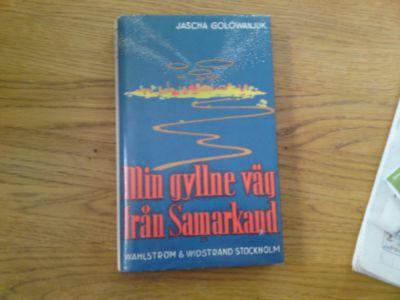 JASCHA GOLOWANJUK
Min gyllne väg
från Samarkand
WAHLSTRÖM & WIDSTRAND STOCKHOLM